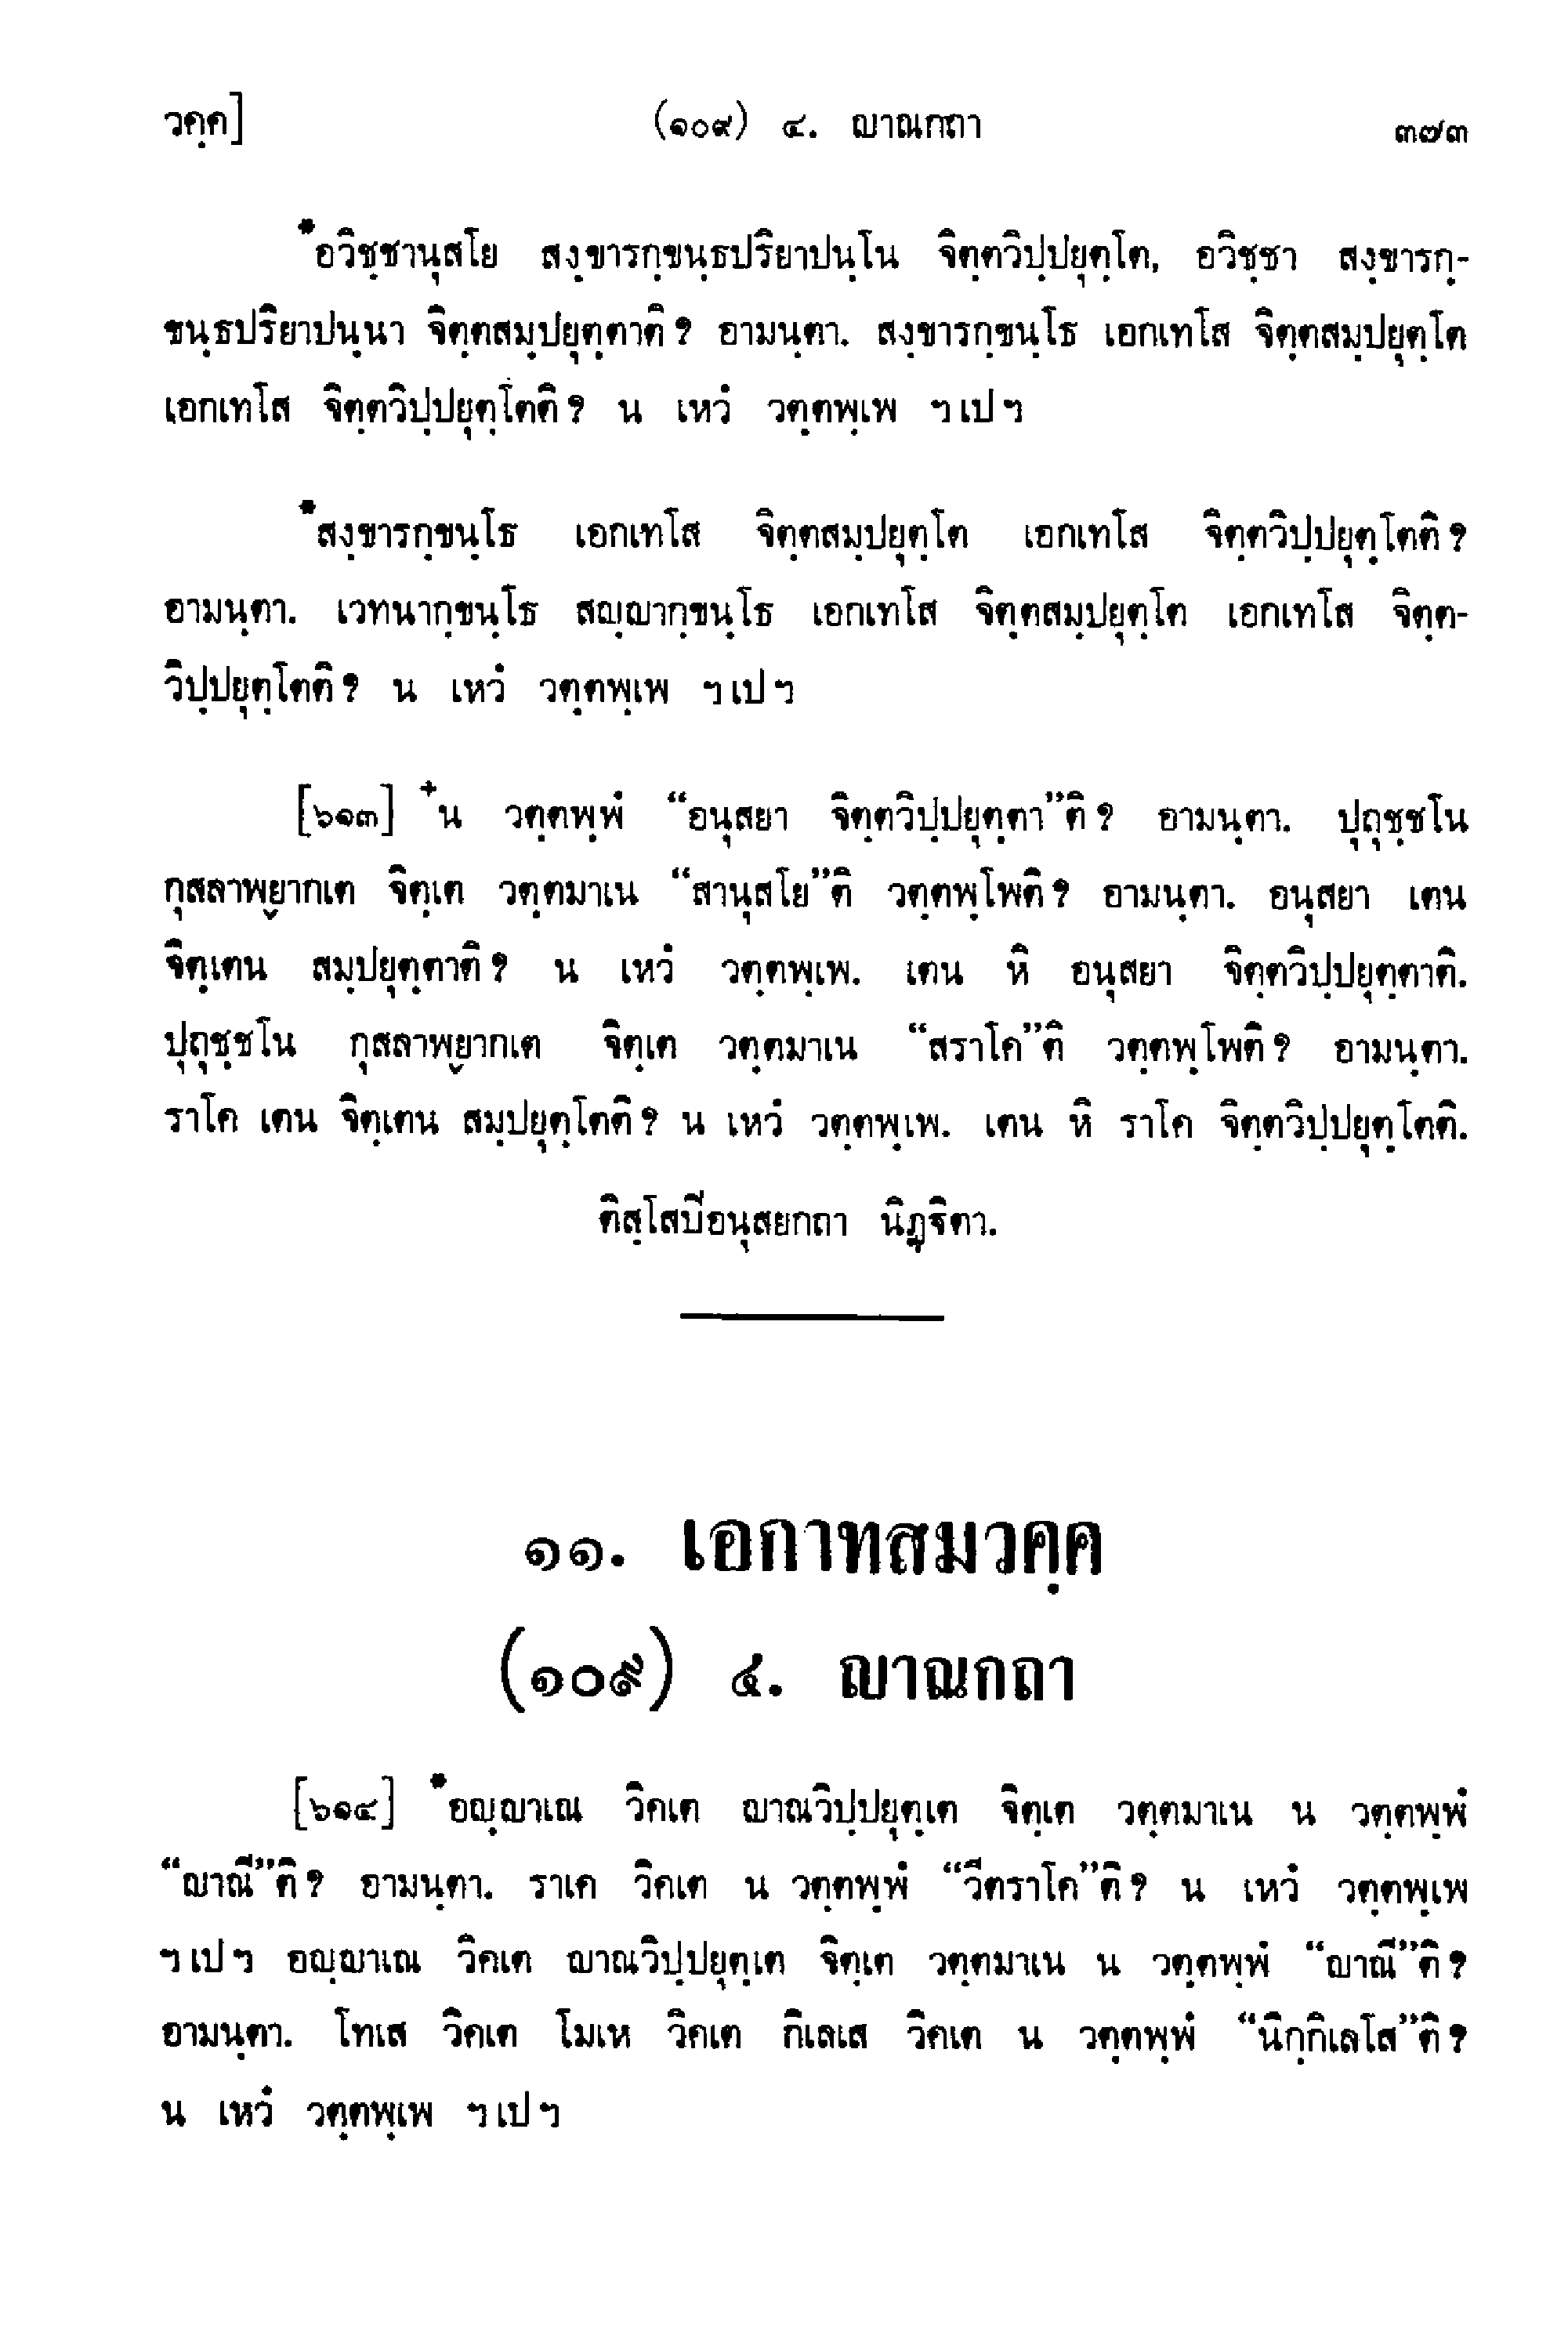 วคฺค]
(๑๐๙) ๔. ญาณกถา
๓๗๓
*อวิชฺชานุสโย สงฺขารกฺขนฺธปริยาปนฺโน จิตฺตวิปฺปยุตฺโต, อวิชฺชา สงฺขารกฺ-
ขนฺธปริยาปนฺนา จิตฺตสมฺปยุตฺตาติ? อามนฺตา. สงฺขารกฺขนฺโธ เอกเทโส จิตฺตสมฺปยุตฺโต
เอกเทโส จิตฺตวิปฺปยุตฺโตติ? น เหวํ วตฺตพฺเพ ฯเปฯ
*สงฺขารกฺขนฺโธ เอกเทโส จิตฺตสมฺปยุตฺโต เอกเทโส จิตฺตวิปฺปยุตฺโตติ?
อามนฺตา. เวทนากฺขนฺโธ สญฺญากฺขนฺโธ เอกเทโส จิตฺตสมฺปยุตฺโต เอกเทโส จิตฺต-
วิปฺปยุตฺโตติ? น เหวํ วตฺตพฺเพ ฯเปฯ
[๖๑๓] ⁺น วตฺตพฺพํ “อนุสยา จิตฺตวิปฺปยุตฺตา”ติ? อามนฺตา. ปุถุชฺชโน
กุสลาพฺยากเต จิตฺเต วตฺตมาเน “สานุสโย”ติ วตฺตพฺโพติ? อามนฺตา. อนุสยา เตน
จิตฺเตน สมฺปยุตฺตาติ? น เหวํ วตฺตพฺเพ. เตน หิ อนุสยา จิตฺตวิปฺปยุตฺตาติ.
ปุถุชฺชโน กุสลาพฺยากเต จิตฺเต วตฺตมาเน “สราโค”ติ วตฺตพฺโพติ? อามนฺตา.
ราโค เตน จิตฺเตน สมฺปยุตฺโตติ? น เหวํ วตฺตพฺเพ. เตน หิ ราโค จิตฺตวิปฺปยุตฺโตติ.
ติสฺโสปิอนุสยกถา นิฏฺฐิตา.
๑๑. เอกาทสมวคฺค
(๑๐๙) ๔. ญาณกถา
[๖๑๔] *อญฺญาเณ วิคเต ญาณวิปฺปยุตฺเต จิตฺเต วตฺตมาเน น วตฺตพฺพํ
“ญาณี”ติ? อามนฺตา. ราเค วิคเต น วตฺตพฺพํ “วีตราโค”ติ? น เหวํ วตฺตพฺเพ
ฯเปฯ อญฺญาเณ วิคเต ญาณวิปฺปยุตฺเต จิตฺเต วตฺตมาเน น วตฺตพฺพํ “ญาณี”ติ?
อามนฺตา. โทเส วิคเต โมเห วิคเต กิเลเส วิคเต น วตฺตพฺพํ “นิกฺกิเลโส”ติ?
น เหวํ วตฺตพฺเพ ฯเปฯ